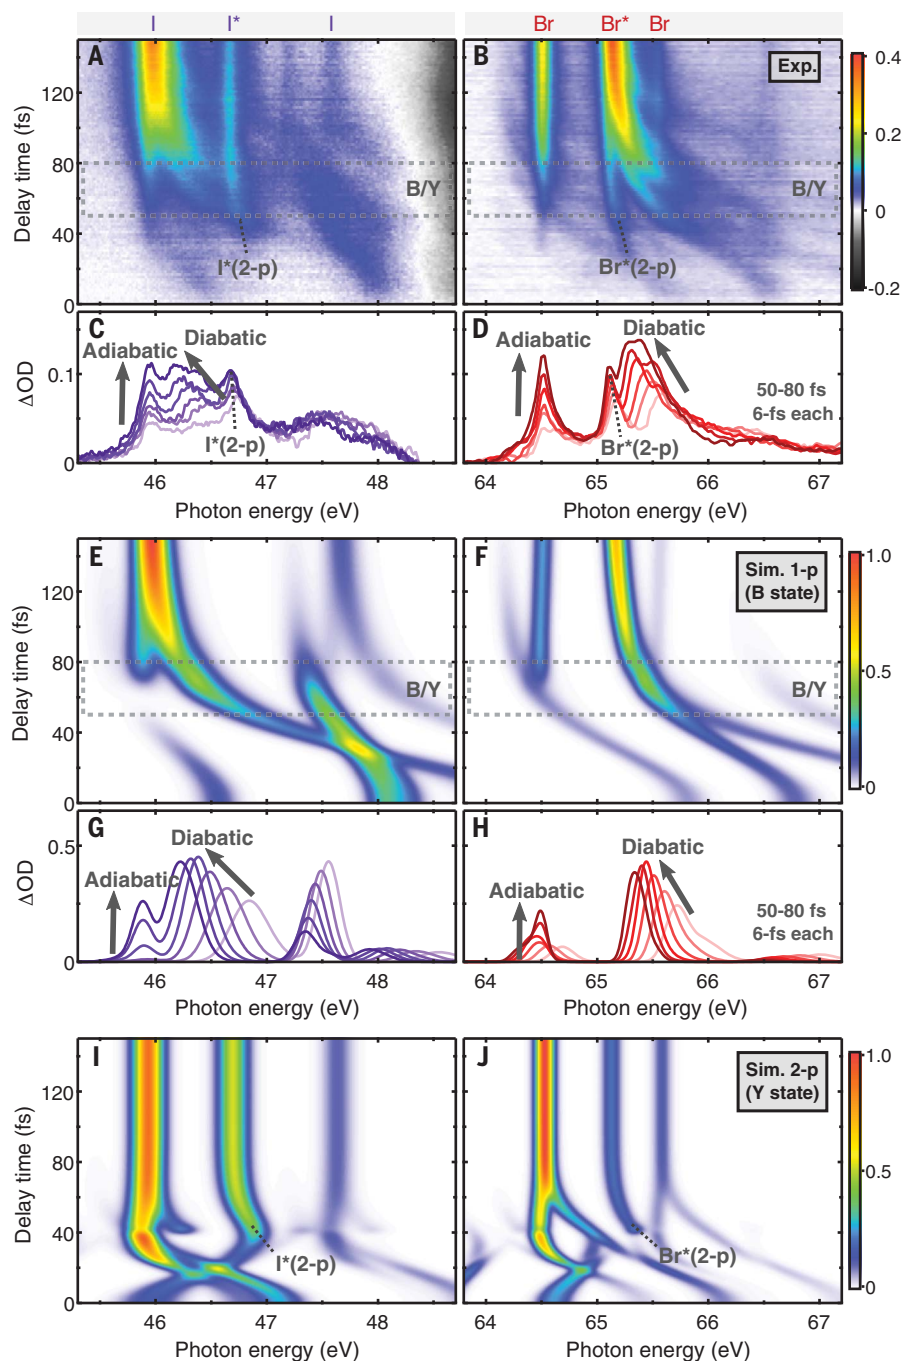 I I* I Br Br* Br
A B Exp.
Delay time (fs)
120
80
40
0
B/Y B/Y
I*(2-p) Br*(2-p)
0.4
0.2
0
-0.2
C D
Adiabatic Diabatic Adiabatic Diabatic
ΔOD
0.1
0
I*(2-p) Br*(2-p)
50-80 fs
6-fs each
46 47 48 64 65 66 67
Photon energy (eV) Photon energy (eV)
E F
Sim. 1-p
(B state)
Delay time (fs)
120
80
40
0
B/Y B/Y
1.0
0.5
0
G H
Diabatic Diabatic
Adiabatic Adiabatic
ΔOD
0.5
0
50-80 fs
6-fs each
46 47 48 64 65 66 67
Photon energy (eV) Photon energy (eV)
I J
Sim. 2-p
(Y state)
Delay time (fs)
120
80
40
0
I*(2-p) Br*(2-p)
1.0
0.5
0
46 47 48 64 65 66 67
Photon energy (eV) Photon energy (eV)